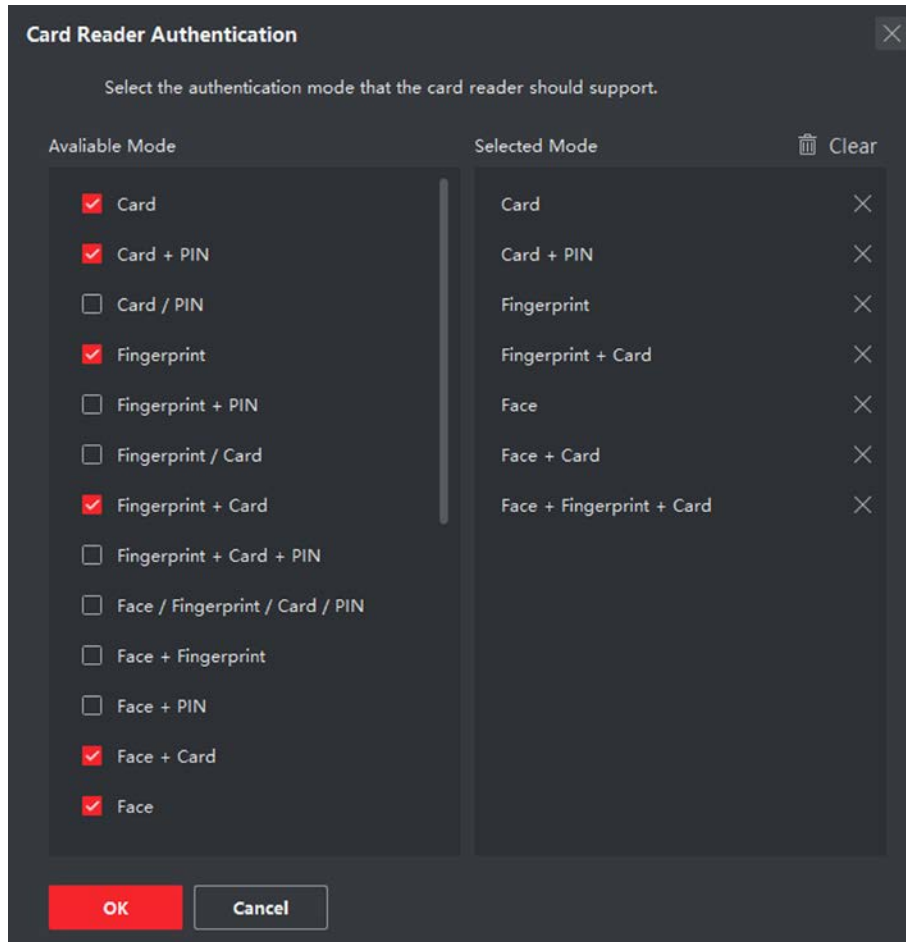 Card Reader Authentication
Select the authentication mode that the card reader should support.
Avaliable Mode
Card
Card + PIN
Card / PIN
Fingerprint
Fingerprint + PIN
Fingerprint / Card
Fingerprint + Card
Fingerprint + Card + PIN
Face / Fingerprint / Card / PIN
Face + Fingerprint
Face + PIN
Face + Card
Face
Selected Mode
Clear
Card
Card + PIN
Fingerprint
Fingerprint + Card
Face
Face + Card
Face + Fingerprint + Card
OK
Cancel